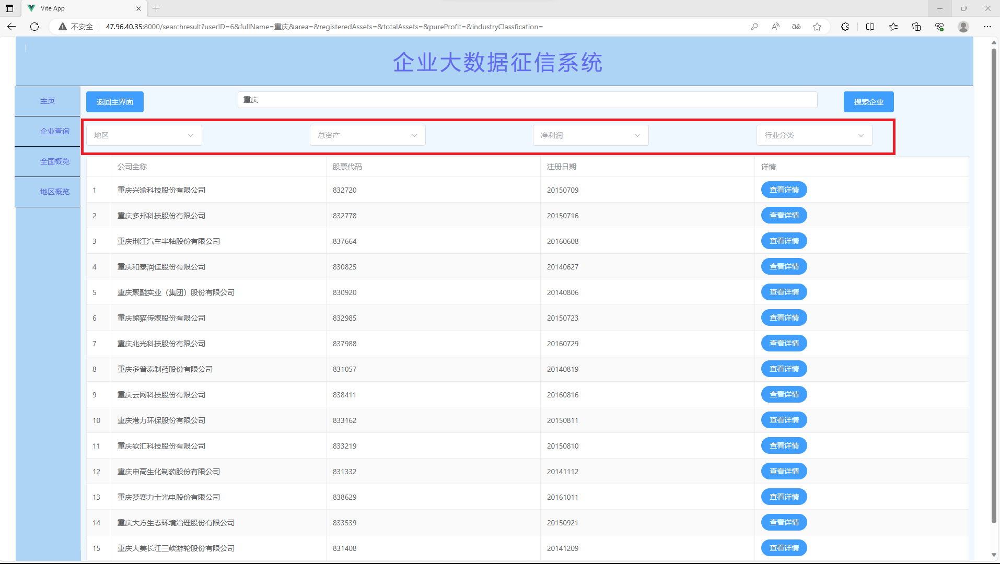 Vite App
不安全 47.96.40.35:8000/searchresult?userID=6&fullName=重庆&area=&registeredAssets=&totalAssets=&pureProfit=&industryClassfication=
企业大数据征信系统
主页
企业查询
全国概览
地区概览
返回主界面 重庆 搜索企业
地区 总资产 净利润 行业分类
公司全称 股票代码 注册日期 详情
1 重庆兴渝科技股份有限公司 832720 20150709 查看详情
2 重庆多邦科技股份有限公司 832778 20150716 查看详情
3 重庆荆江汽车半轴股份有限公司 837664 20160608 查看详情
4 重庆和泰润佳股份有限公司 830825 20140627 查看详情
5 重庆聚融实业（集团）股份有限公司 830920 20140806 查看详情
6 重庆熊猫传媒股份有限公司 832985 20150723 查看详情
7 重庆兆光科技股份有限公司 837988 20160729 查看详情
8 重庆多普泰制药股份有限公司 831057 20140819 查看详情
9 重庆云网科技股份有限公司 838411 20160816 查看详情
10 重庆港力环保股份有限公司 833162 20150811 查看详情
11 重庆软汇科技股份有限公司 833219 20150810 查看详情
12 重庆申高生化制药股份有限公司 831332 20141112 查看详情
13 重庆梦赛力士光电股份有限公司 838629 20161011 查看详情
14 重庆大方生态环境治理股份有限公司 833539 20150921 查看详情
15 重庆大美长江三峡游轮股份有限公司 831408 20141209 查看详情